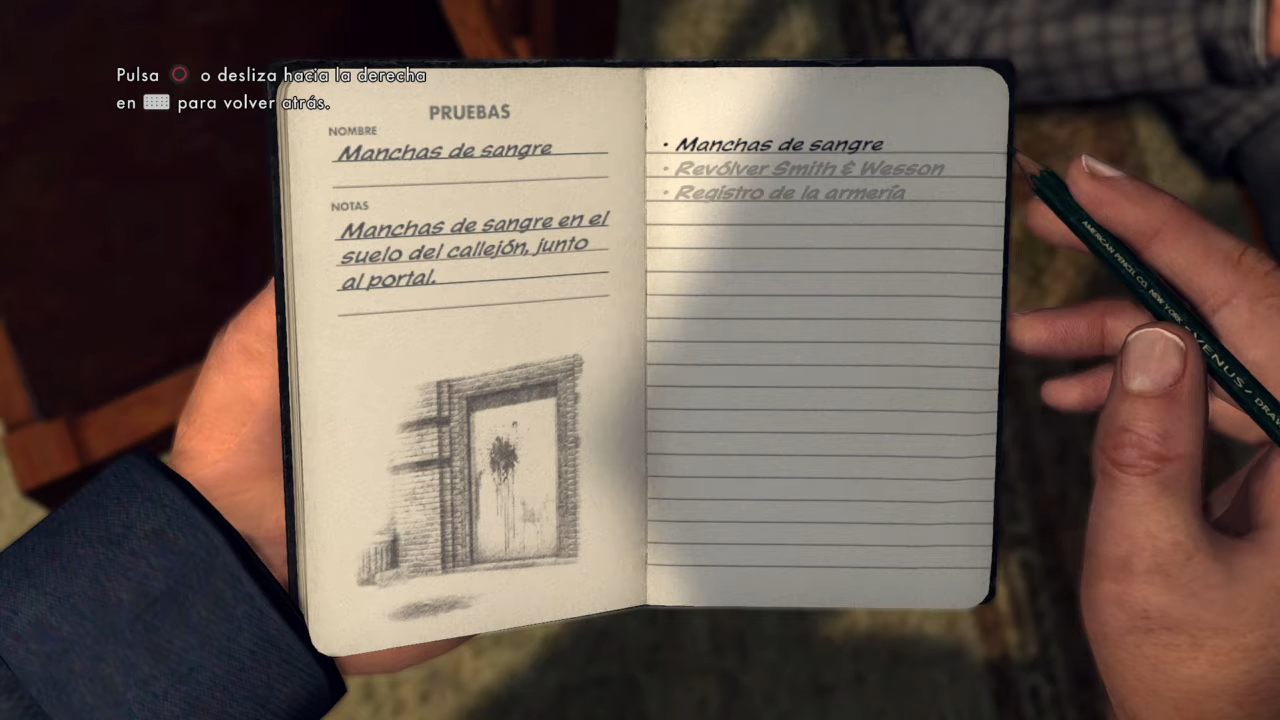 Pulsa o desliza hacia la derecha
en para volver atrás.
PRUEBAS
NOMBRE
Manchas de sangre
NOTAS
Manchas de sangre en el
suelo del callejón, junto
al portal.
• Manchas de sangre
• Revólver Smith & Wesson
• Registro de la armería
AMERICAN PENCIL CO. NEW YORK VENUS DRAW